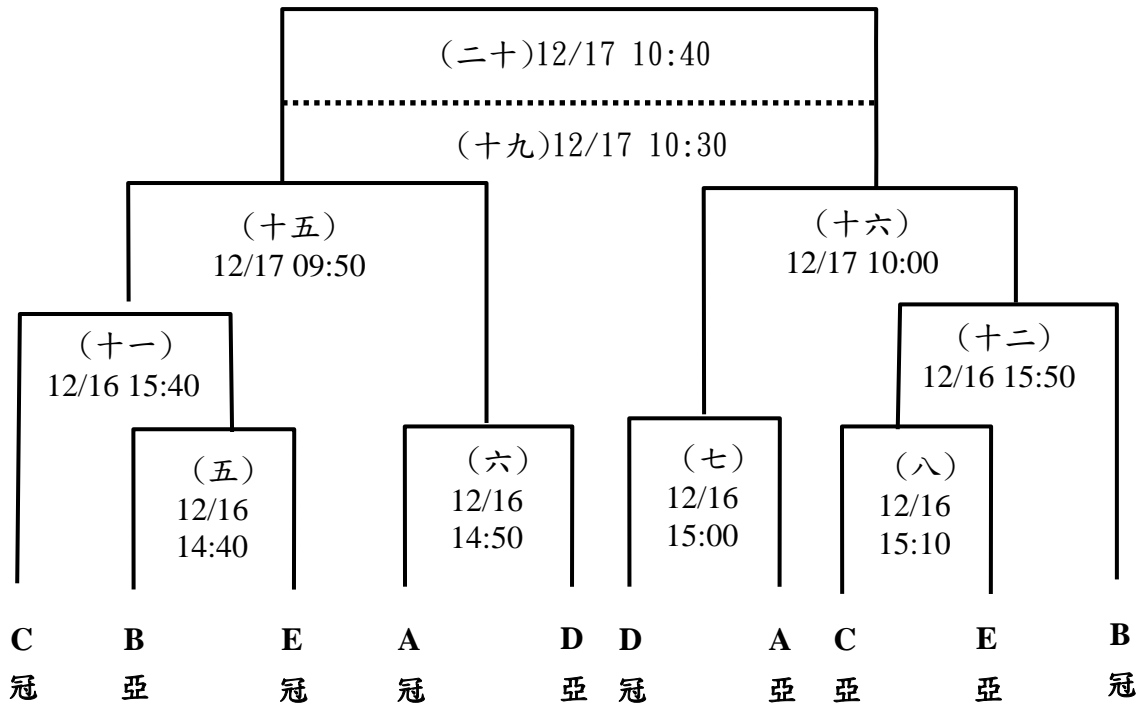 (二十)12/17 10:40
(十九)12/17 10:30
(十五)
12/17 09:50
(十六)
12/17 10:00
(十一)
12/16 15:40
(十二)
12/16 15:50
(五)
12/16
14:40
(六)
12/16
14:50
(七)
12/16
15:00
(八)
12/16
15:10
C B E A D D A C E B
冠 亞 冠 冠 亞 冠 亞 亞 亞 冠